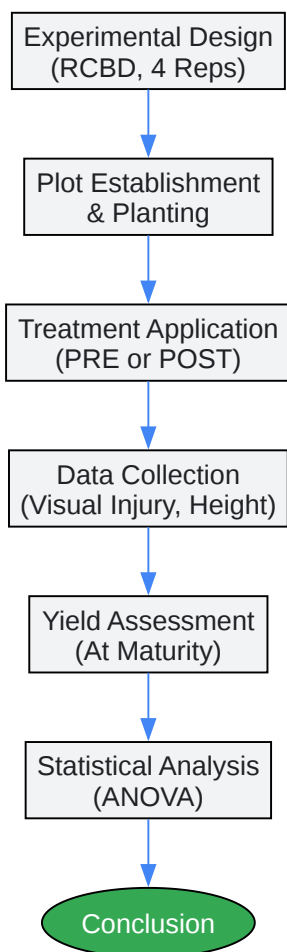 Experimental Design
(RCBD, 4 Reps)
Plot Establishment
& Planting
Treatment Application
(PRE or POST)
Data Collection
(Visual Injury, Height)
Yield Assessment
(At Maturity)
Statistical Analysis
(ANOVA)
Conclusion